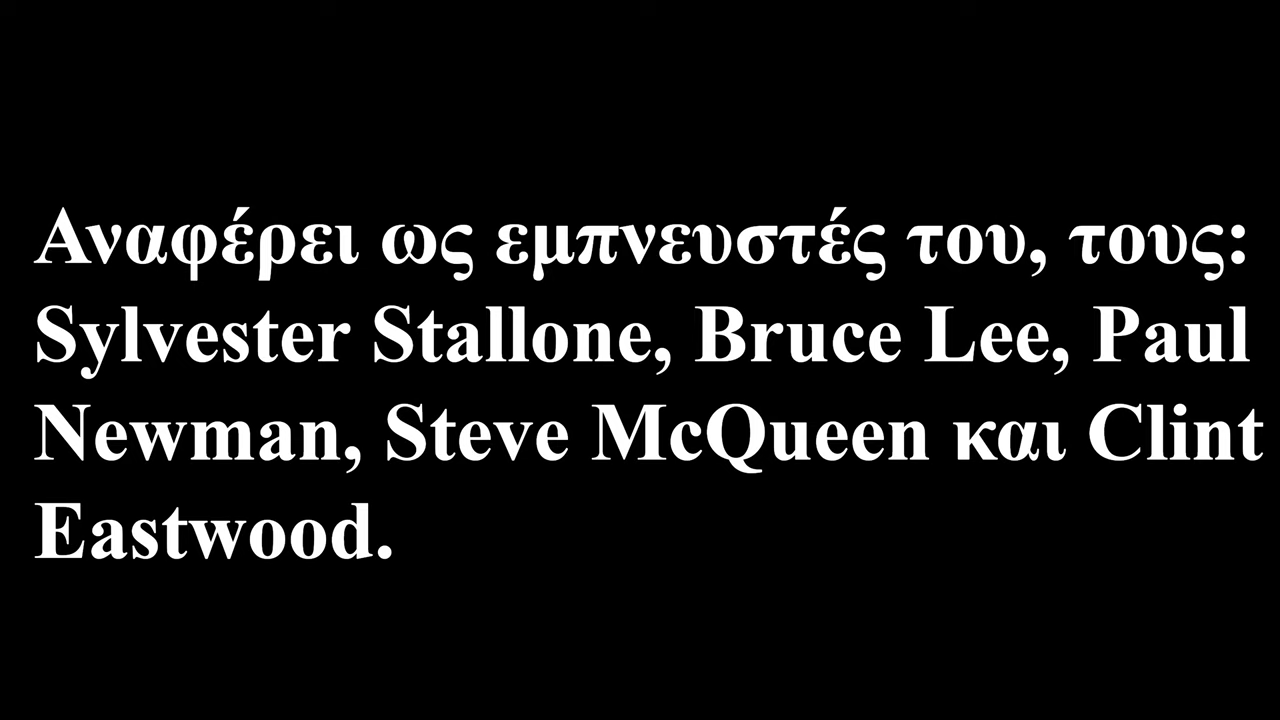 Αναφέρει ως εμπνευστές του, τους:
Sylvester Stallone, Bruce Lee, Paul
Newman, Steve McQueen και Clint
Eastwood.